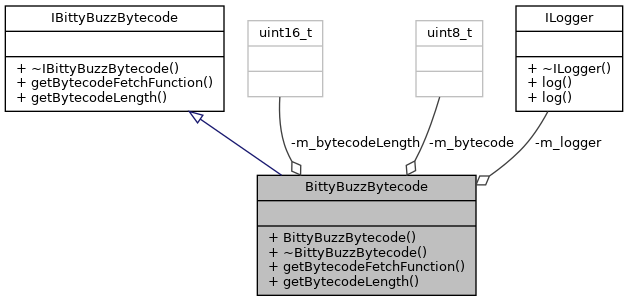 IBittyBuzzBytecode
+ ~IBittyBuzzBytecode()
+ getBytecodeFetchFunction()
+ getBytecodeLength()
uint16_t
uint8_t
ILogger
+ ~ILogger()
+ log()
+ log()
-m_bytecodeLength
-m_bytecode
-m_logger
BittyBuzzBytecode
+ BittyBuzzBytecode()
+ ~BittyBuzzBytecode()
+ getBytecodeFetchFunction()
+ getBytecodeLength()